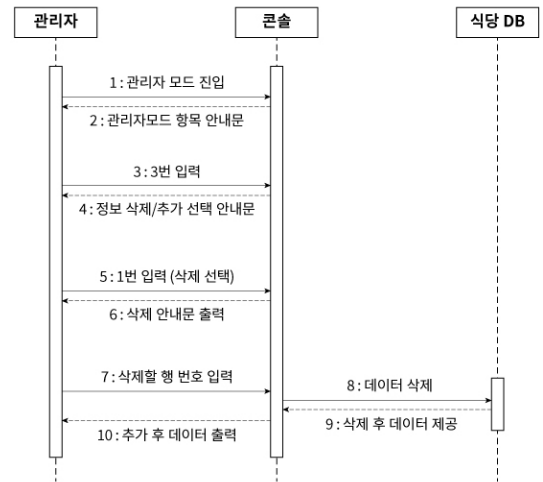 관리자
콘솔
식당 DB
1 : 관리자 모드 진입
2 : 관리자모드 항목 안내문
3 : 3번 입력
4 : 정보 삭제/추가 선택 안내문
5 : 1번 입력 (삭제 선택)
6 : 삭제 안내문 출력
7 : 삭제할 행 번호 입력
8 : 데이터 삭제
9 : 삭제 후 데이터 제공
10 : 추가 후 데이터 출력